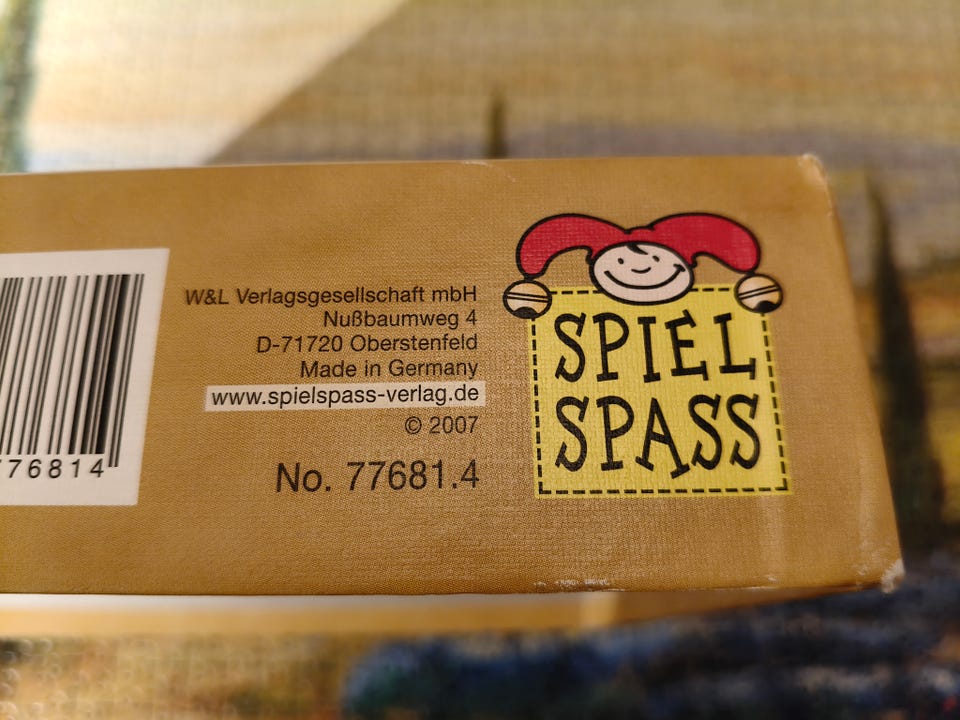 W&L Verlagsgesellschaft mbH
Nußbaumweg 4
D-71720 Oberstenfeld
Made in Germany
www.spielspass-verlag.de
© 2007
No. 77681.4
76814
SPIEL
SPASS